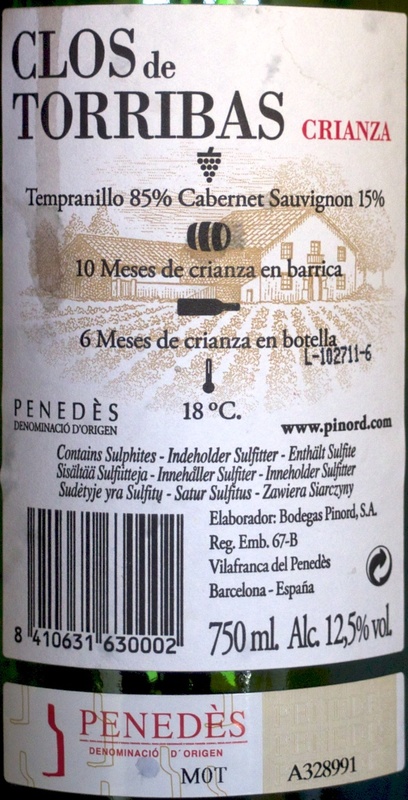 CLOS de
TORRIBAS CRIANZA
Tempranillo 85% Cabernet Sauvignon 15%
10 Meses de crianza en barrica
6 Meses de crianza en botella
L-102711-6
18 ºC.
PENEDÈS
DENOMINACIÓ D'ORIGEN
www.pinord.com
Contains Sulphites - Indeholder Sulfitter - Enthält Sulfite
Sisältää Sulfiitteja - Innehåller Sulfiter - Inneholder Sulfitter
Sudėtyje yra Sulfitų - Satur Sulfitus - Zawiera Siarczyny
Elaborador: Bodegas Pinord, S.A.
Reg. Emb. 67-B
Vilafranca del Penedès
Barcelona - España
8 410631 630002
750 ml. Alc. 12,5% vol.
PENEDÈS
DENOMINACIÓ D'ORIGEN
M0T A328991